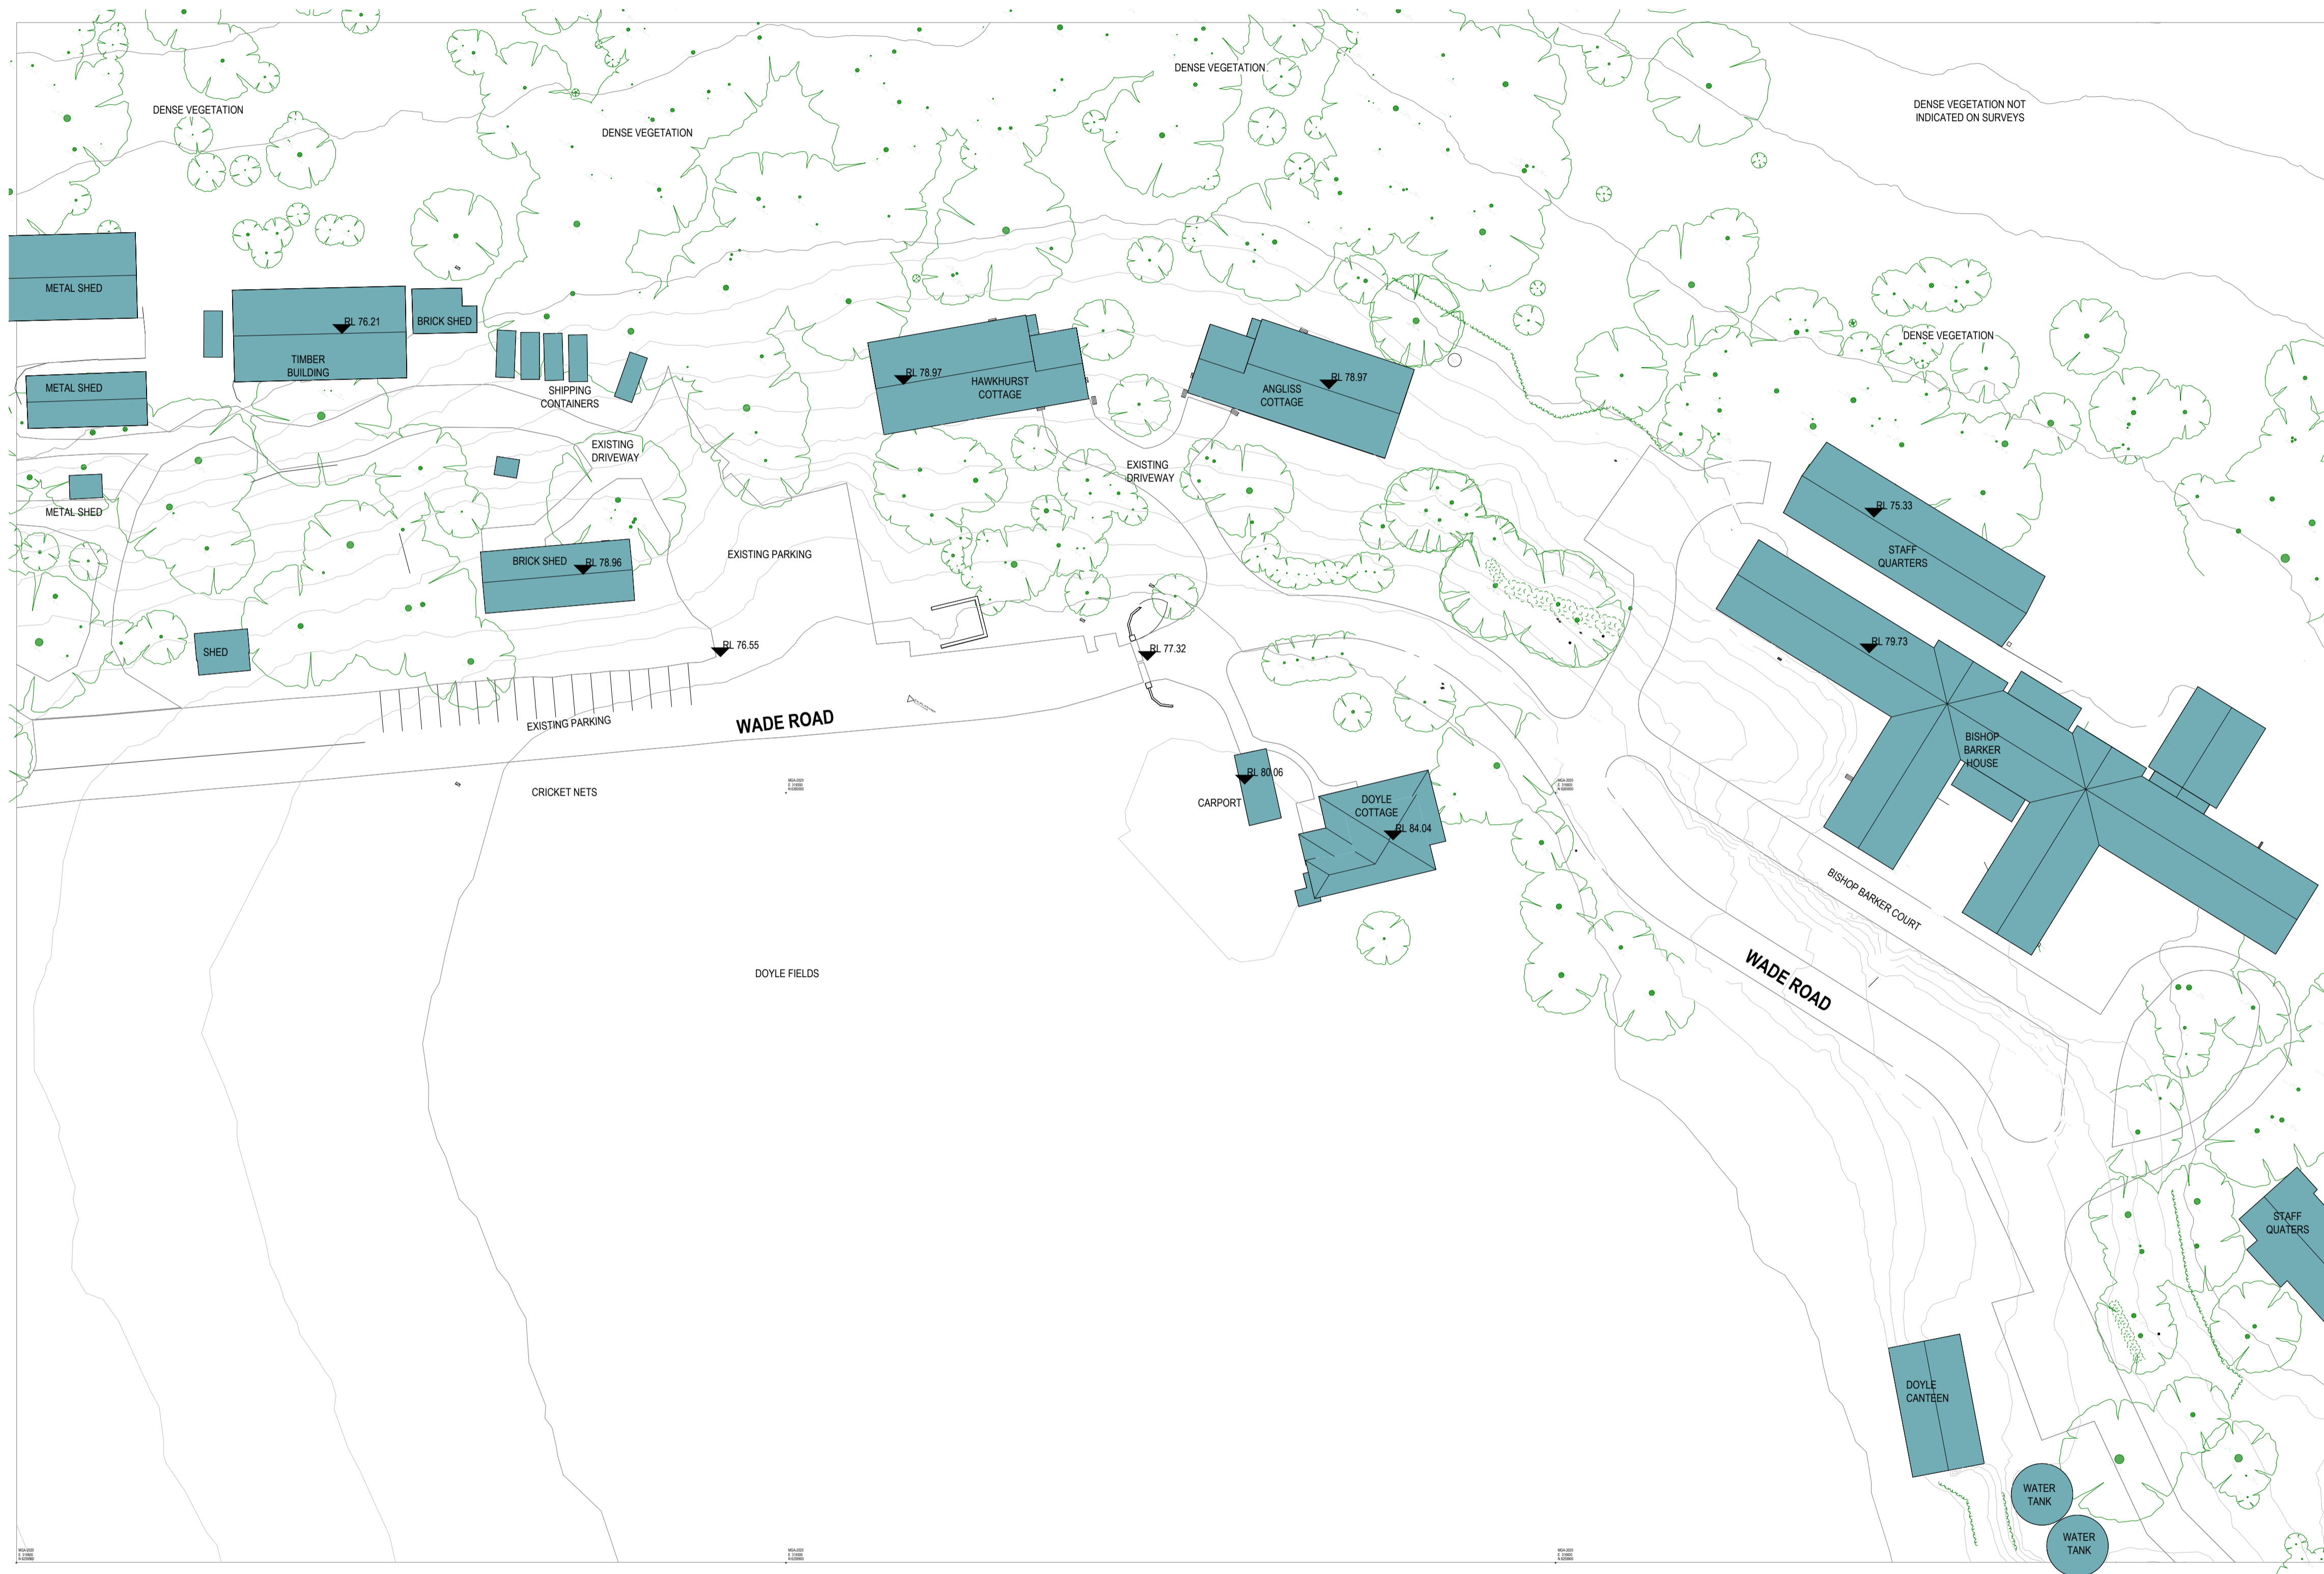 DENSE VEGETATION
DENSE VEGETATION
DENSE VEGETATION
DENSE VEGETATION NOT
INDICATED ON SURVEYS
METAL SHED
RL 76.21
BRICK SHED
TIMBER
BUILDING
METAL SHED
SHIPPING
CONTAINERS
RL 78.97
HAWKHURST
COTTAGE
RL 78.97
ANGLISS
COTTAGE
DENSE VEGETATION
EXISTING
DRIVEWAY
EXISTING
DRIVEWAY
METAL SHED
RL 75.33
STAFF
QUARTERS
BRICK SHED
RL 78.96
EXISTING PARKING
SHED
RL 76.55
RL 77.32
RL 79.73
EXISTING PARKING
WADE ROAD
BISHOP
BARKER
HOUSE
RL 80.06
CARPORT
DOYLE
COTTAGE
RL 84.04
CRICKET NETS
BISHOP BARKER COURT
DOYLE FIELDS
WADE ROAD
STAFF
QUATERS
DOYLE
CANTEEN
WATER
TANK
WATER
TANK